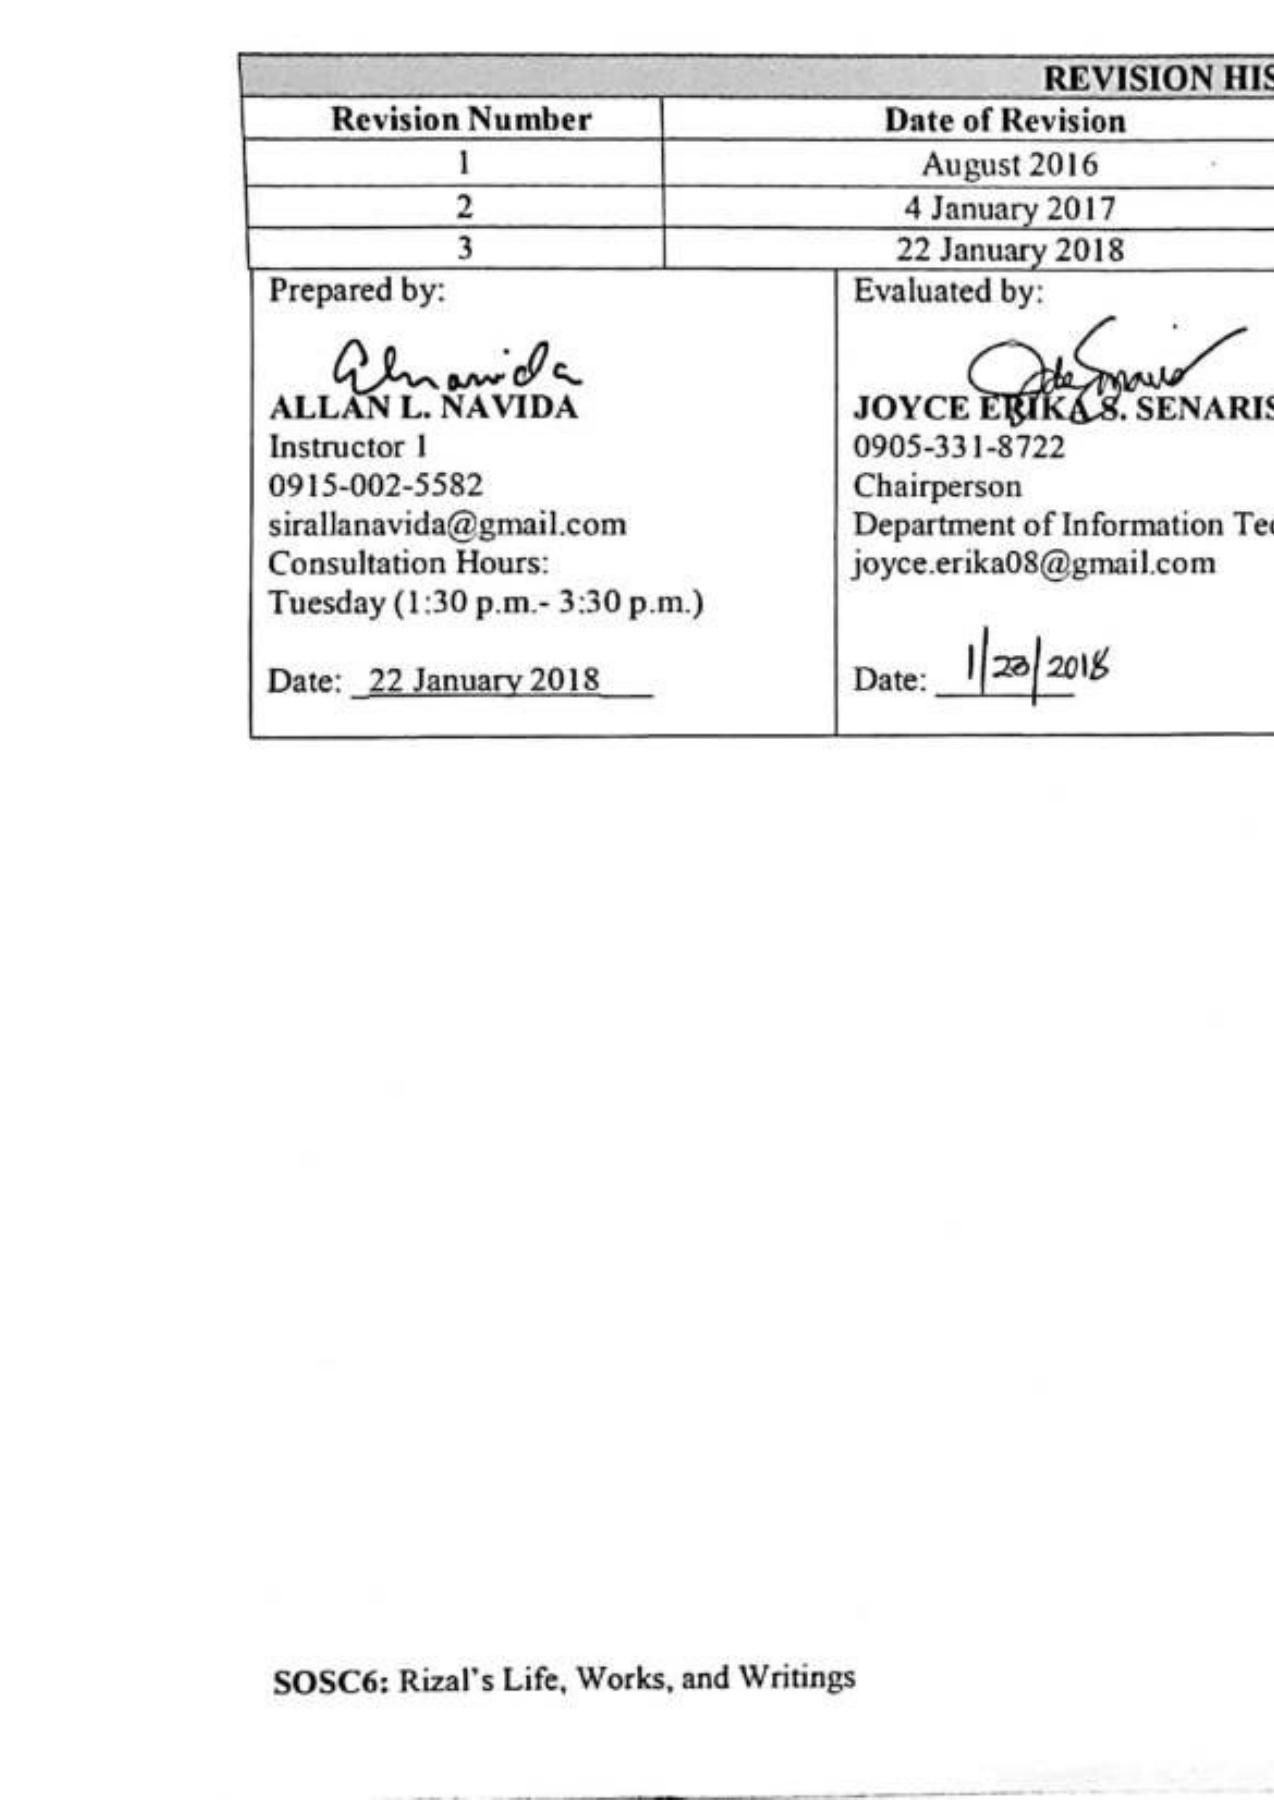 REVISION HIS
Revision Number Date of Revision
1 August 2016
2 4 January 2017
3 22 January 2018
Prepared by:
alnavida
ALLAN L. NAVIDA
Instructor 1
0915-002-5582
sirallanavida@gmail.com
Consultation Hours:
Tuesday (1:30 p.m.- 3:30 p.m.)
Date: 22 January 2018
Evaluated by:
JOYCE ERIKA S. SENARIS
0905-331-8722
Chairperson
Department of Information Tec
joyce.erika08@gmail.com
Date: 1/23/2018
SOSC6: Rizal's Life, Works, and Writings